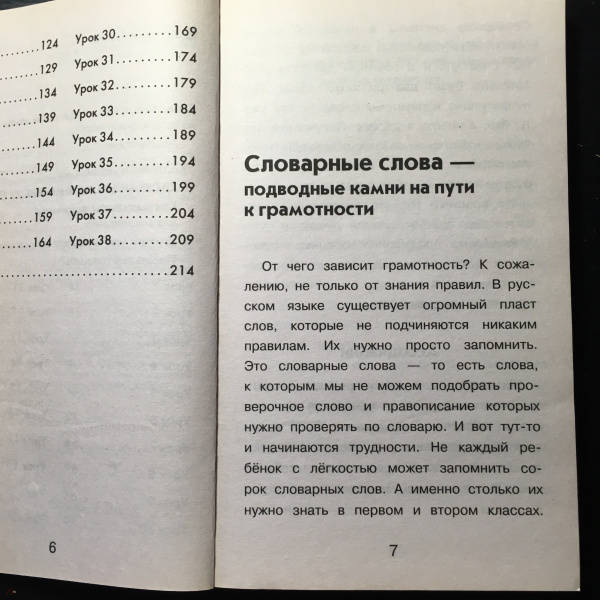 124 Урок 30.........169
129 Урок 31.........174
134 Урок 32.........179
139 Урок 33.........184
144 Урок 34.........189
149 Урок 35.........194
154 Урок 36.........199
159 Урок 37.........204
164 Урок 38.........209
214
6
Словарные слова —
подводные камни на пути
к грамотности
От чего зависит грамотность? К сожа-
лению, не только от знания правил. В рус-
ском языке существует огромный пласт
слов, которые не подчиняются никаким
правилам. Их нужно просто запомнить.
Это словарные слова — то есть слова,
к которым мы не можем подобрать про-
верочное слово и правописание которых
нужно проверять по словарю. И вот тут-то
и начинаются трудности. Не каждый ре-
бёнок с лёгкостью может запомнить со-
рок словарных слов. А именно столько их
нужно знать в первом и втором классах.
7